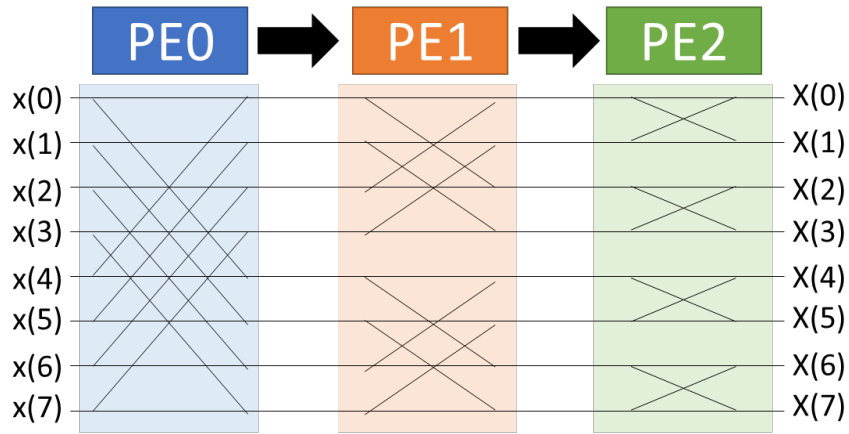 PE0 PE1 PE2
x(0) X(0)
x(1) X(1)
x(2) X(2)
x(3) X(3)
x(4) X(4)
x(5) X(5)
x(6) X(6)
x(7) X(7)